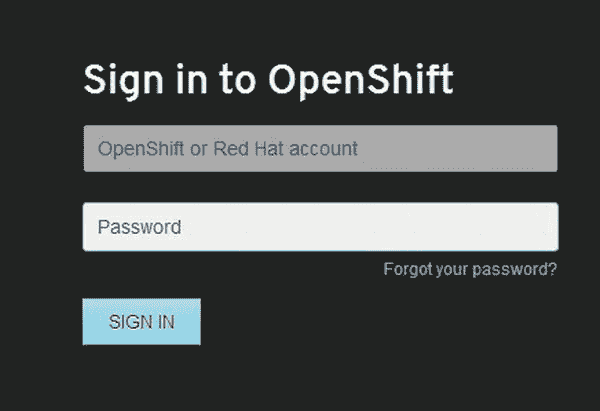 Sign in to OpenShift
OpenShift or Red Hat account
Password
Forgot your password?
SIGN IN